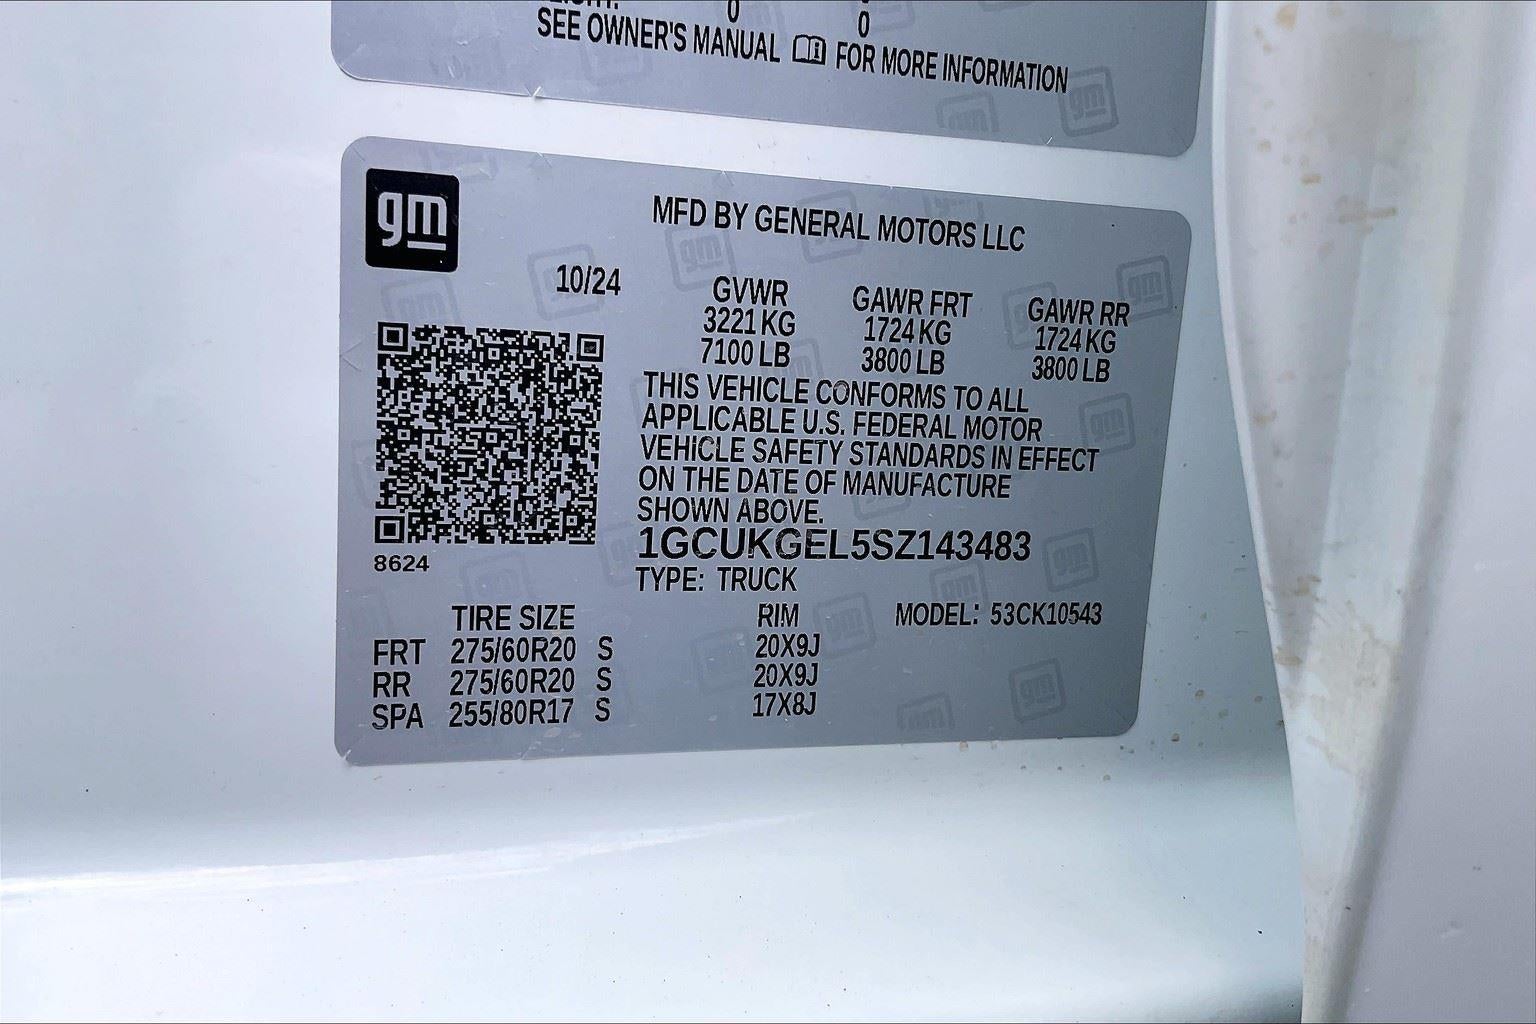 0 0
SEE OWNER'S MANUAL FOR MORE INFORMATION
gm
MFD BY GENERAL MOTORS LLC
10/24
GVWR GAWR FRT GAWR RR
3221 KG 1724 KG 1724 KG
7100 LB 3800 LB 3800 LB
THIS VEHICLE CONFORMS TO ALL
APPLICABLE U.S. FEDERAL MOTOR
VEHICLE SAFETY STANDARDS IN EFFECT
ON THE DATE OF MANUFACTURE
SHOWN ABOVE.
1GCUKGEL5SZ143483
8624
TYPE: TRUCK
TIRE SIZE RIM MODEL: 53CK10543
FRT 275/60R20 S 20X9J
RR 275/60R20 S 20X9J
SPA 255/80R17 S 17X8J